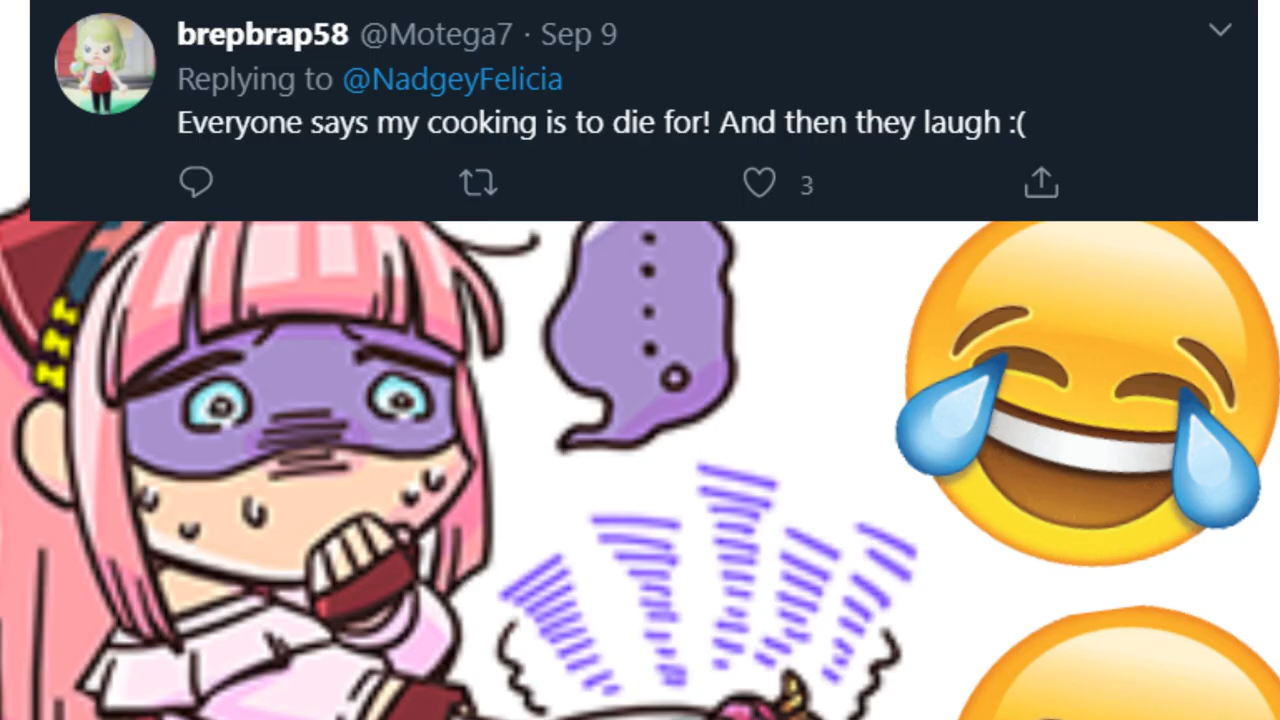 brepbrap58 @Motega7 · Sep 9
Replying to @NadgeyFelicia
Everyone says my cooking is to die for! And then they laugh :(
3